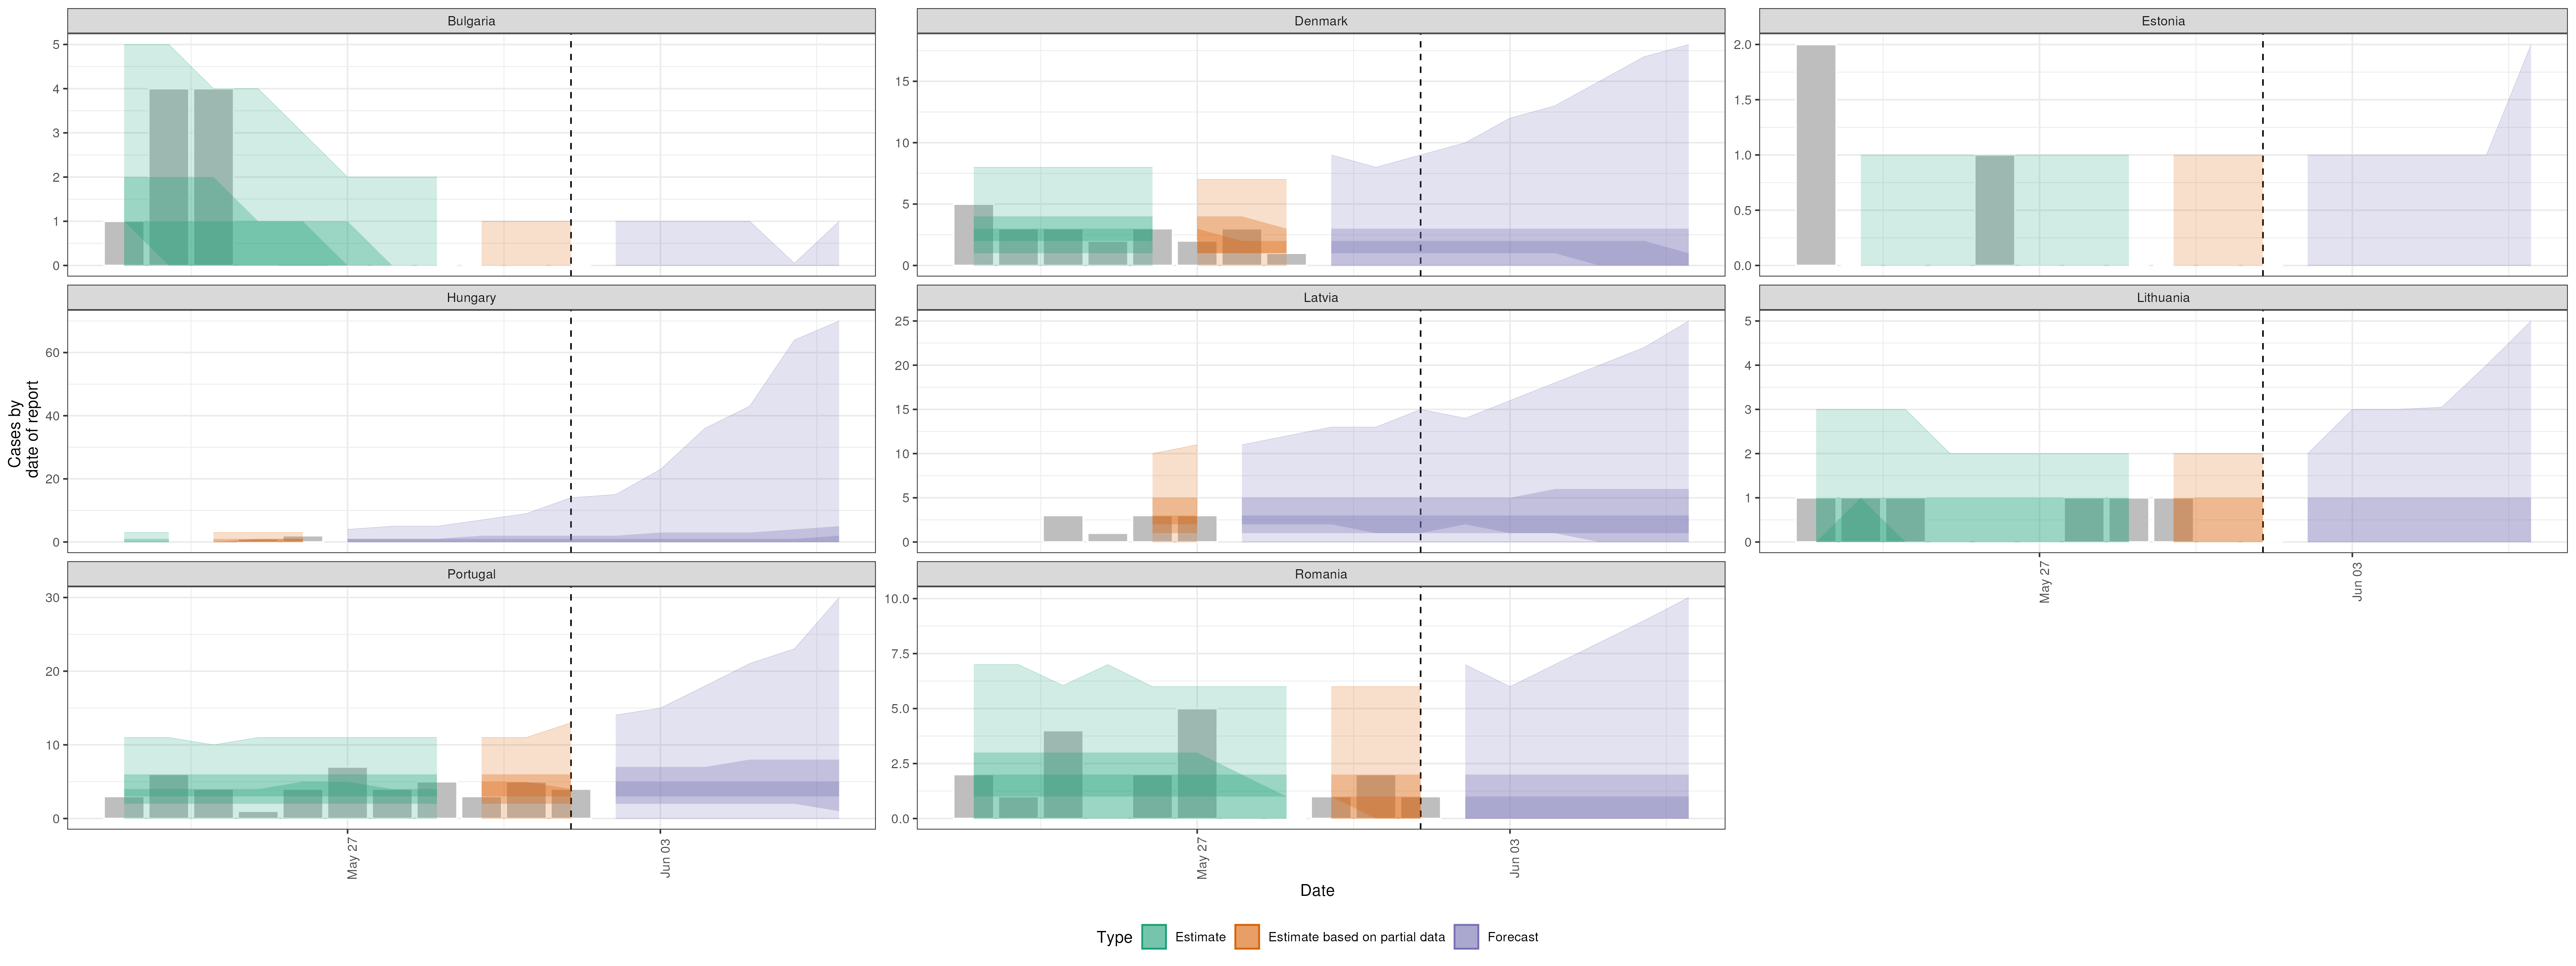 Bulgaria
Denmark
Estonia
5
4
3
2
1
0
15
10
5
0
2.0
1.5
1.0
0.5
0.0
Hungary
Latvia
Lithuania
60
40
20
0
25
20
15
10
5
0
5
4
3
2
1
0
May 27
Jun 03
Portugal
Romania
30
20
10
0
10.0
7.5
5.0
2.5
0.0
May 27
Jun 03
May 27
Jun 03
Cases by
date of report
Date
Type
Estimate
Estimate based on partial data
Forecast